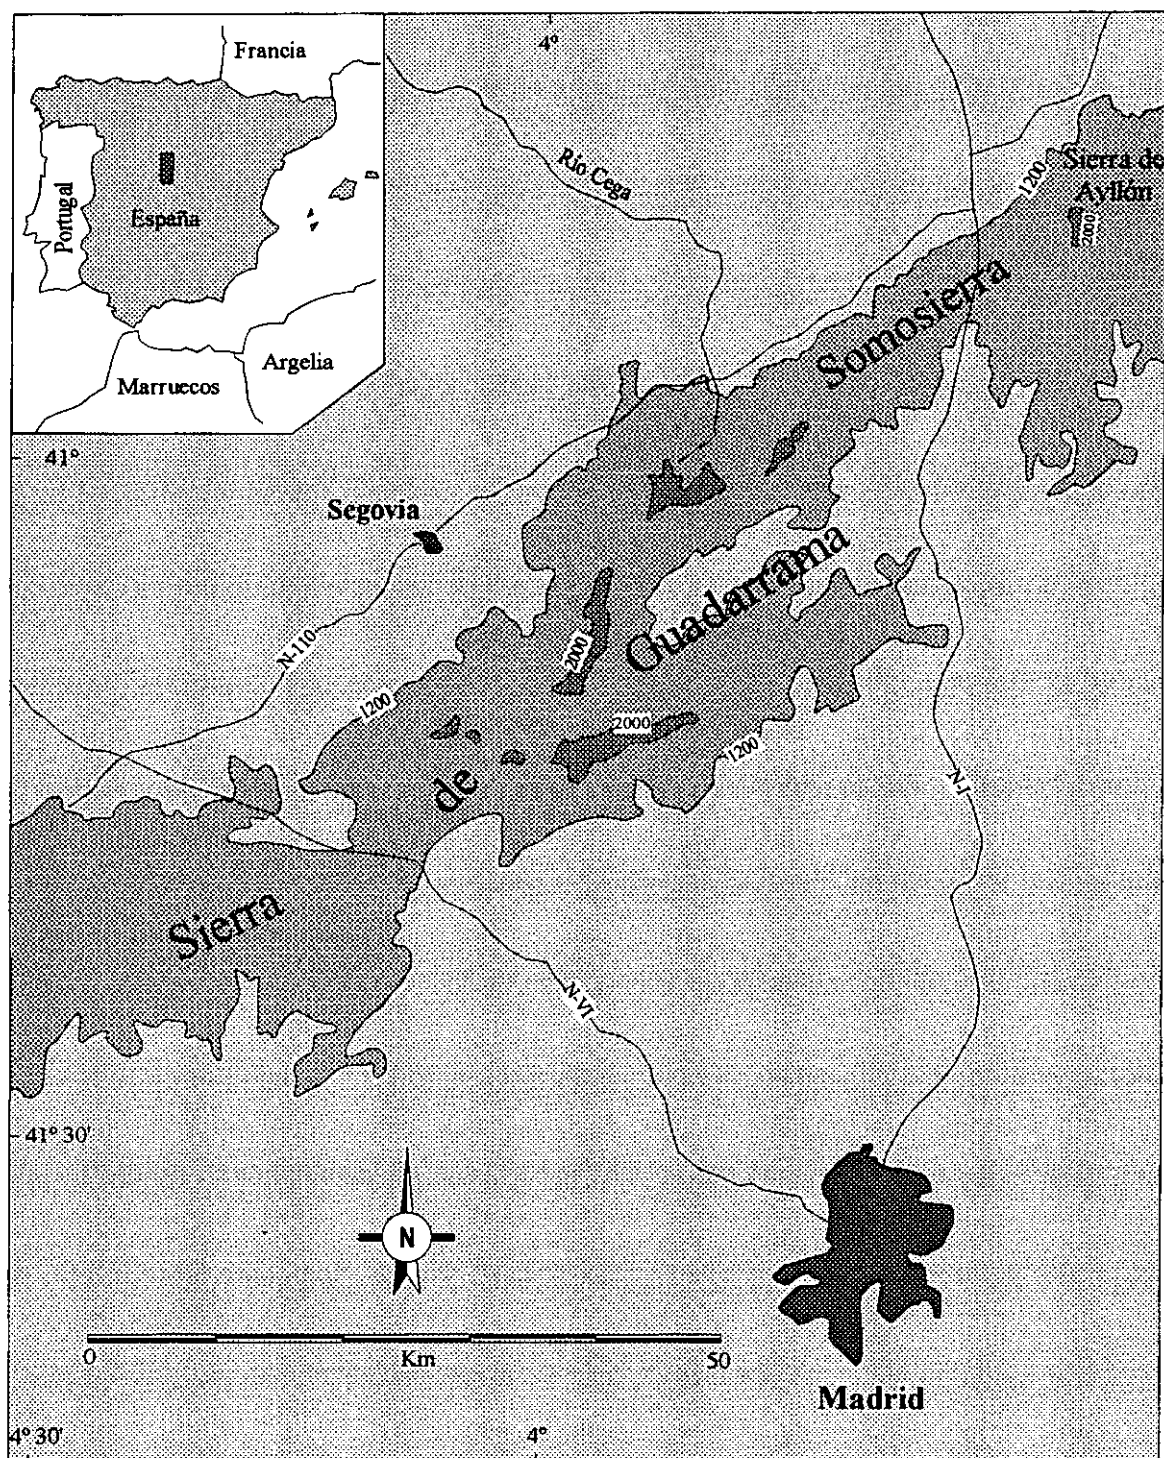 Francia
Portugal
España
Marruecos
Argelia
4°
Río Cega
1200
Sierra de
Ayllón
2000
Somosierra
41°
Segovia
Guadarrama
N-110
2000
1200
2000
1200
de
N-I
Sierra
N-VI
41° 30'
N
0
Km
50
Madrid
4° 30'
4°